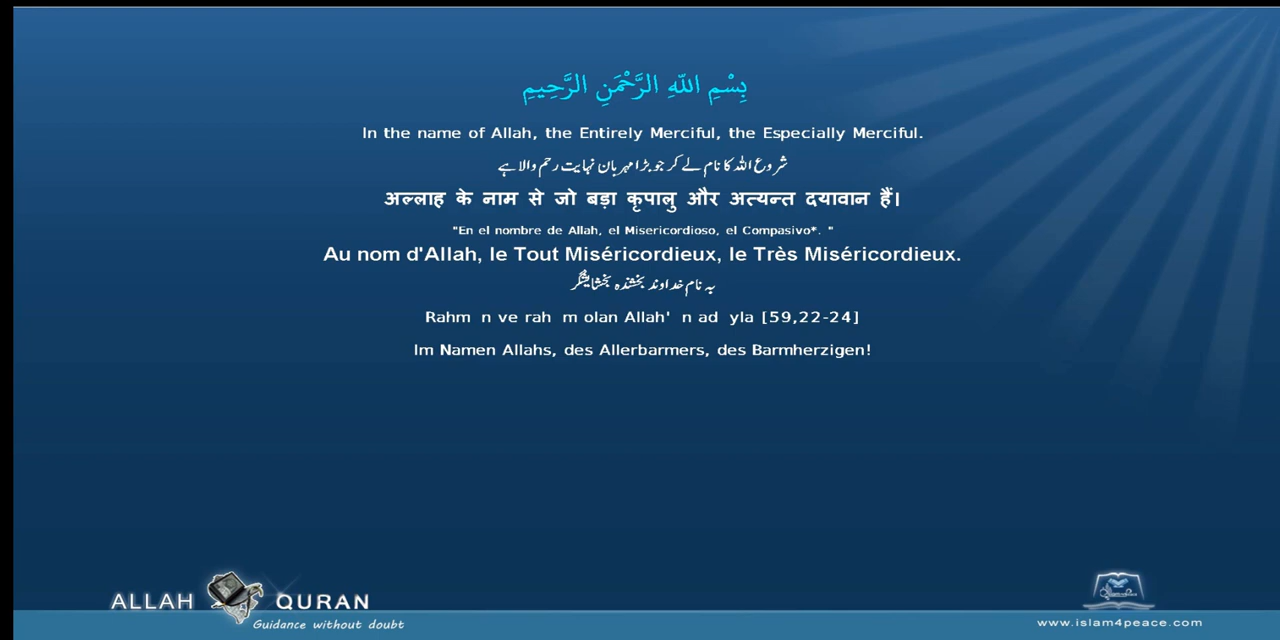 بِسْمِ اللّهِ الرَّحْمَنِ الرَّحِيمِ
In the name of Allah, the Entirely Merciful, the Especially Merciful.
شروع اللہ کا نام لے کر جو بڑا مہربان نہایت رحم والا ہے
अल्लाह के नाम से जो बड़ा कृपालु और अत्यन्त दयावान हैं।
"En el nombre de Allah, el Misericordioso, el Compasivo*. "
Au nom d'Allah, le Tout Miséricordieux, le Très Miséricordieux.
به نام خداوند بخشنده بخشایشگر
Rahm n ve rah m olan Allah' n ad yla [59,22-24]
Im Namen Allahs, des Allerbarmers, des Barmherzigen!
ALLAH QURAN
Guidance without doubt
www.islam4peace.com